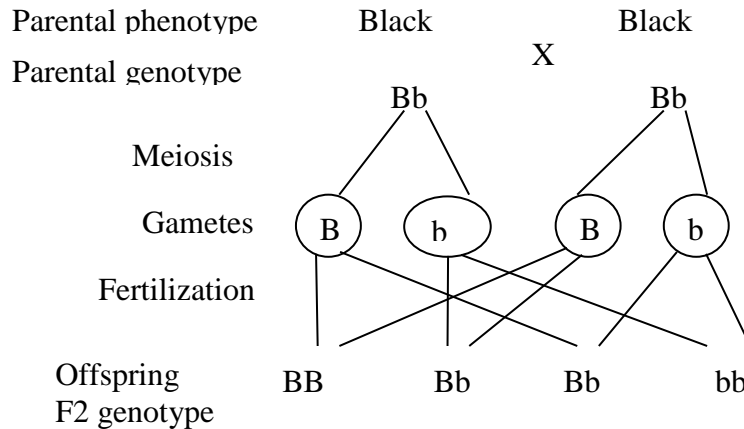 Parental phenotype Black Black
X
Parental genotype
Bb Bb
Meiosis
Gametes B b B b
Fertilization
Offspring BB Bb Bb bb
F2 genotype